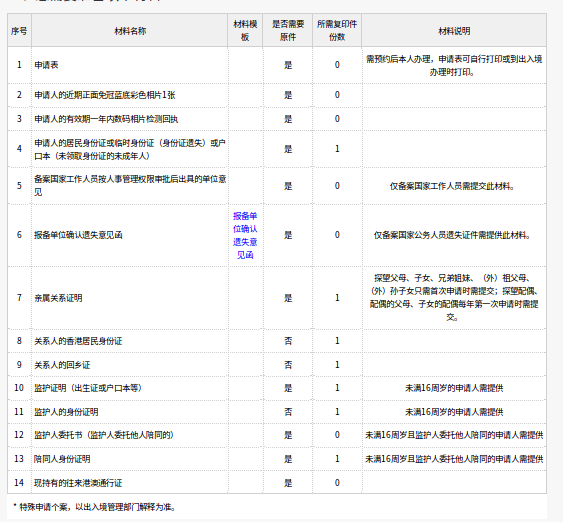 序号 材料名称 材料模板 是否需要原件 所需复印件份数 材料说明
1 申请表 是 0 需预约后本人办理，申请表可自行打印或到出入境
办理时打印。
2 申请人的近期正面免冠蓝底彩色相片1张 是 0
3 申请人的有效期一年内数码相片检测回执 是 0
4 申请人的居民身份证或临时身份证（身份证遗失）或户
口本（未领取身份证的未成年人） 是 1
5 备案国家工作人员按人事管理权限审批后出具的单位意
见 是 0 仅备案国家工作人员需提交此材料。
6 报备单位确认遗失意见函 报备单
位确认
遗失意
见函 是 0 仅备案国家公务人员遗失证件需提供此材料。
7 亲属关系证明 是 1 探望父母、子女、兄弟姐妹、（外）祖父母、
（外）孙子女只需首次申请时需提交；探望配偶、
配偶的父母、子女的配偶每年第一次申请时需提
交。
8 关系人的香港居民身份证 否 1
9 关系人的回乡证 否 1
10 监护证明（出生证或户口本等） 是 1 未满16周岁的申请人需提供
11 监护人的身份证明 否 1 未满16周岁的申请人需提供
12 监护人委托书（监护人委托他人陪同的） 是 0 未满16周岁且监护人委托他人陪同的申请人需提供
13 陪同人身份证明 是 1 未满16周岁且监护人委托他人陪同的申请人需提供
14 现持有的往来港澳通行证 是 0
* 特殊申请个案，以出入境管理部门解释为准。